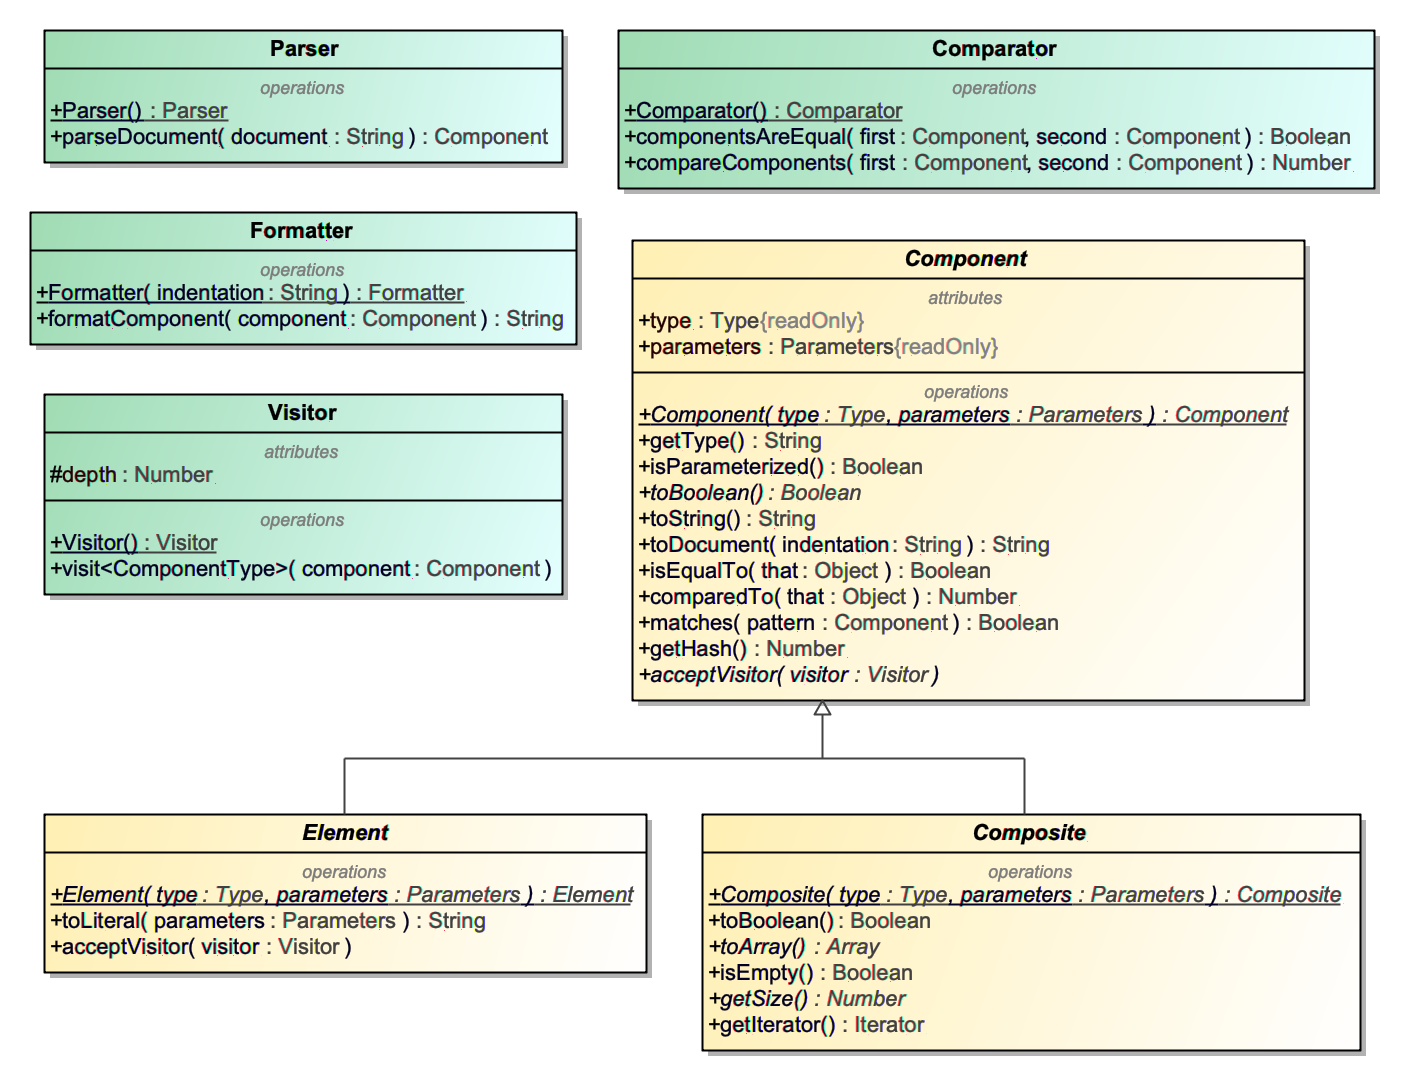 Parser
operations
+Parser() : Parser
+parseDocument( document : String ) : Component
Comparator
operations
+Comparator() : Comparator
+componentsAreEqual( first : Component, second : Component ) : Boolean
+compareComponents( first : Component, second : Component ) : Number
Formatter
operations
+Formatter( indentation : String ) : Formatter
+formatComponent( component : Component ) : String
Component
attributes
+type : Type{readOnly}
+parameters : Parameters{readOnly}
operations
+Component( type : Type, parameters : Parameters ) : Component
+getType() : String
+isParameterized() : Boolean
+toBoolean() : Boolean
+toString() : String
+toDocument( indentation : String ) : String
+isEqualTo( that : Object ) : Boolean
+comparedTo( that : Object ) : Number
+matches( pattern : Component ) : Boolean
+getHash() : Number
+acceptVisitor( visitor : Visitor )
Visitor
attributes
#depth : Number
operations
+Visitor() : Visitor
+visit<ComponentType>( component : Component )
Element
operations
+Element( type : Type, parameters : Parameters ) : Element
+toLiteral( parameters : Parameters ) : String
+acceptVisitor( visitor : Visitor )
Composite
operations
+Composite( type : Type, parameters : Parameters ) : Composite
+toBoolean() : Boolean
+toArray() : Array
+isEmpty() : Boolean
+getSize() : Number
+getIterator() : Iterator